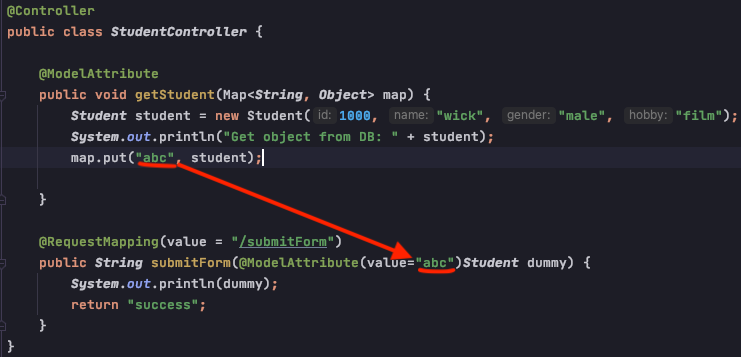 @Controller
public class StudentController {
@ModelAttribute
public void getStudent(Map<String, Object> map) {
Student student = new Student( id: 1000, name: "wick", gender: "male", hobby: "film");
System.out.println("Get object from DB: " + student);
map.put("abc", student);
}
@RequestMapping(value = "/submitForm")
public String submitForm(@ModelAttribute(value="abc")Student dummy) {
System.out.println(dummy);
return "success";
}
}